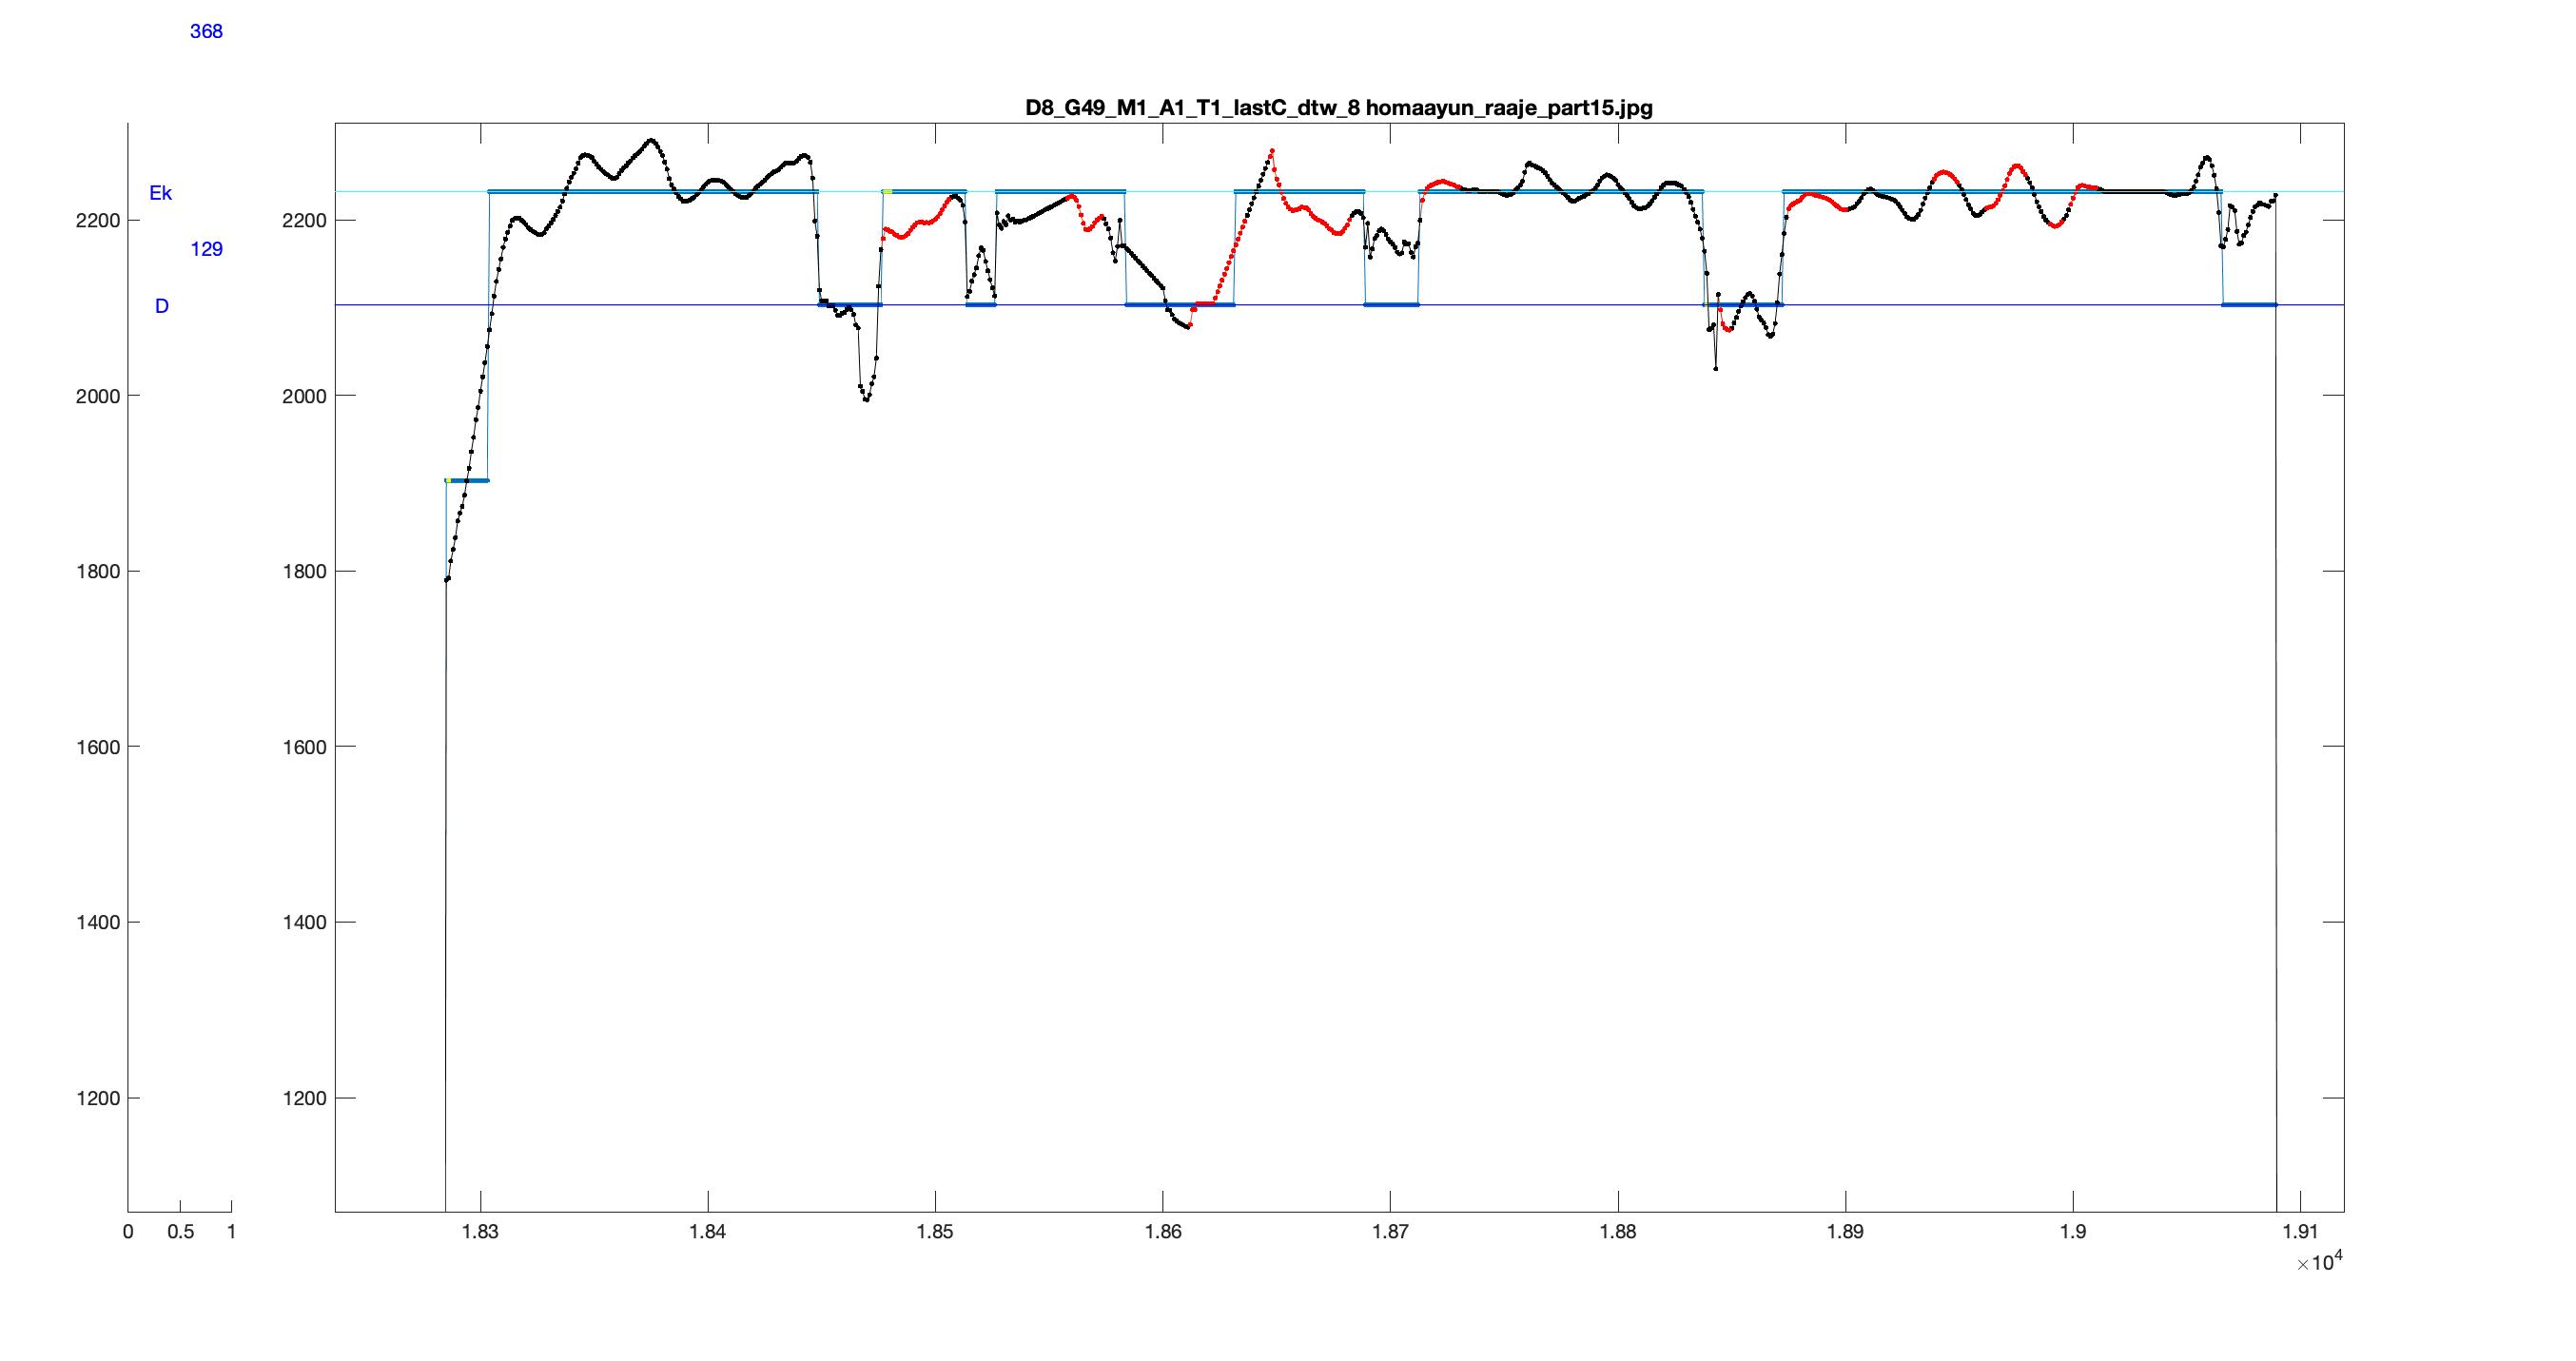 368
D8_G49_M1_A1_T1_lastC_dtw_8 homaayun_raaje_part15.jpg
Ek
2200 2200
129
D
2000 2000
1800 1800
1600 1600
1400 1400
1200 1200
0 0.5 1 1.83 1.84 1.85 1.86 1.87 1.88 1.89 1.9 1.91
×10⁴